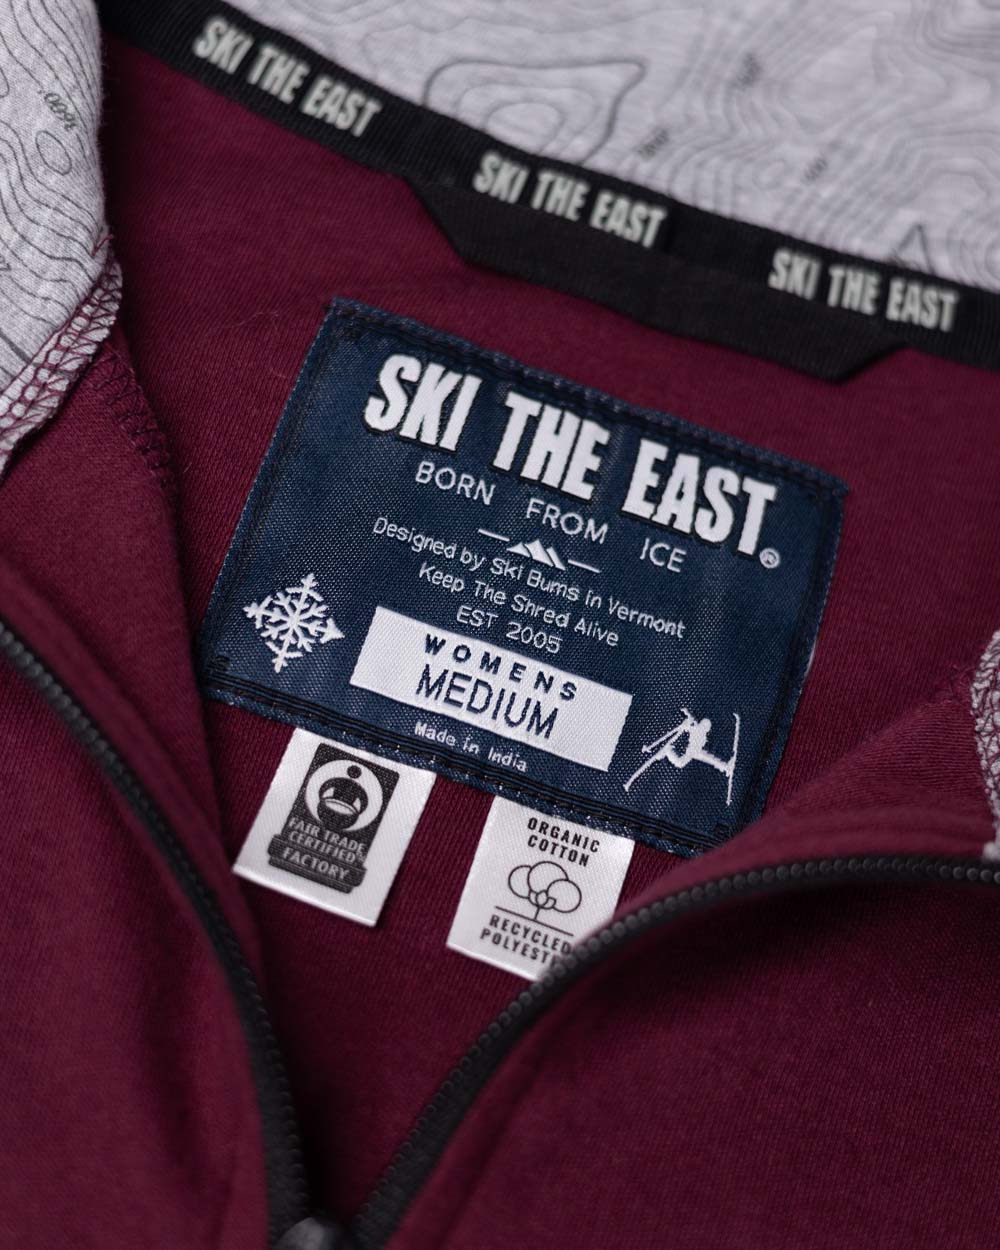 SKI THE EAST
SKI THE EAST
SKI THE EAST
SKI THE EAST®
BORN FROM ICE
Designed by Ski Bums in Vermont
Keep The Shred Alive
EST 2005
WOMENS
MEDIUM
Made in India
FAIR TRADE
CERTIFIED
FACTORY
ORGANIC
COTTON
RECYCLED